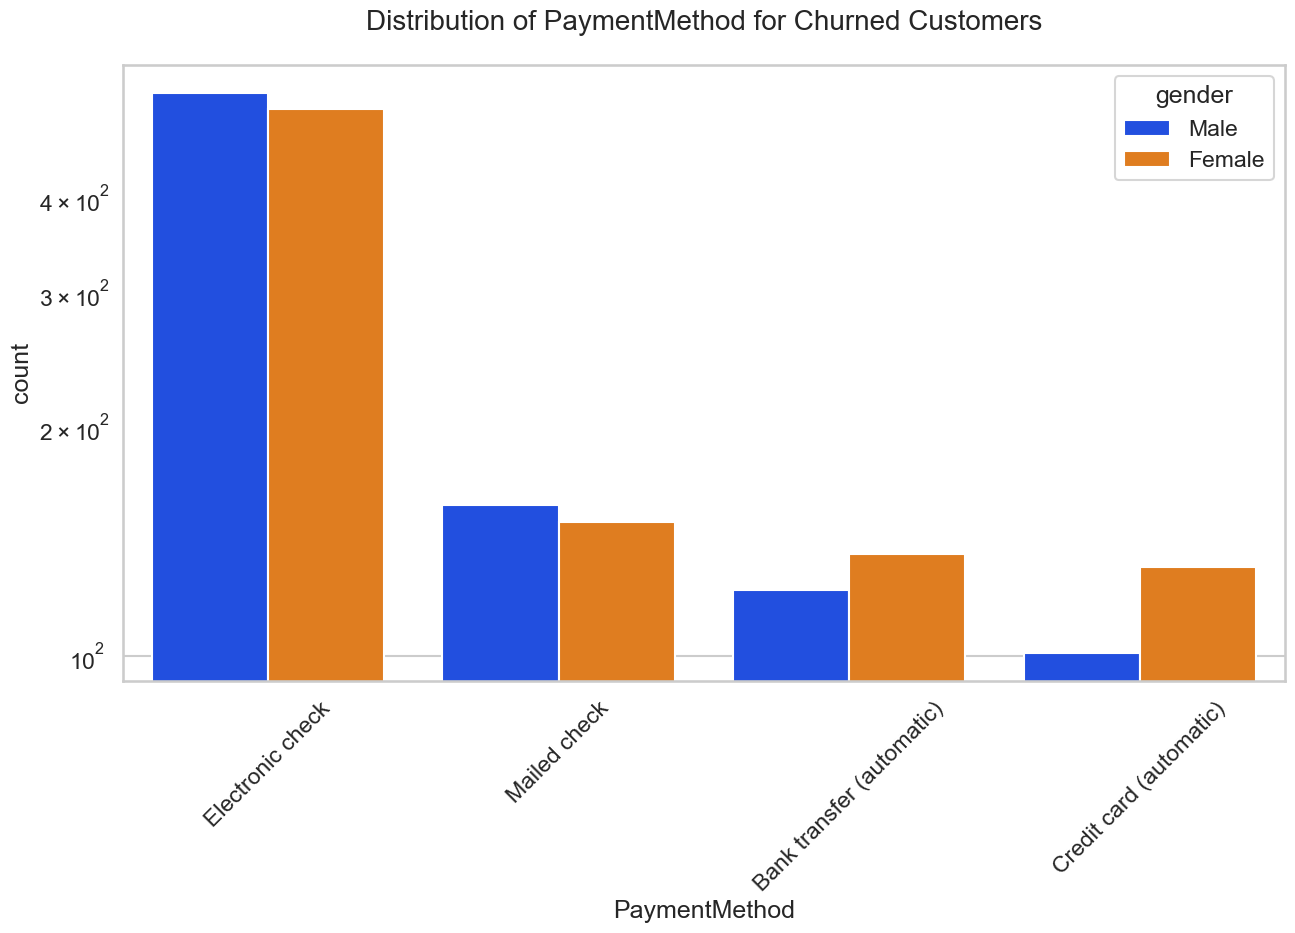 Distribution of PaymentMethod for Churned Customers
gender
Male
Female
4 × 10²
3 × 10²
2 × 10²
10²
count
Electronic check
Mailed check
Bank transfer (automatic)
Credit card (automatic)
PaymentMethod